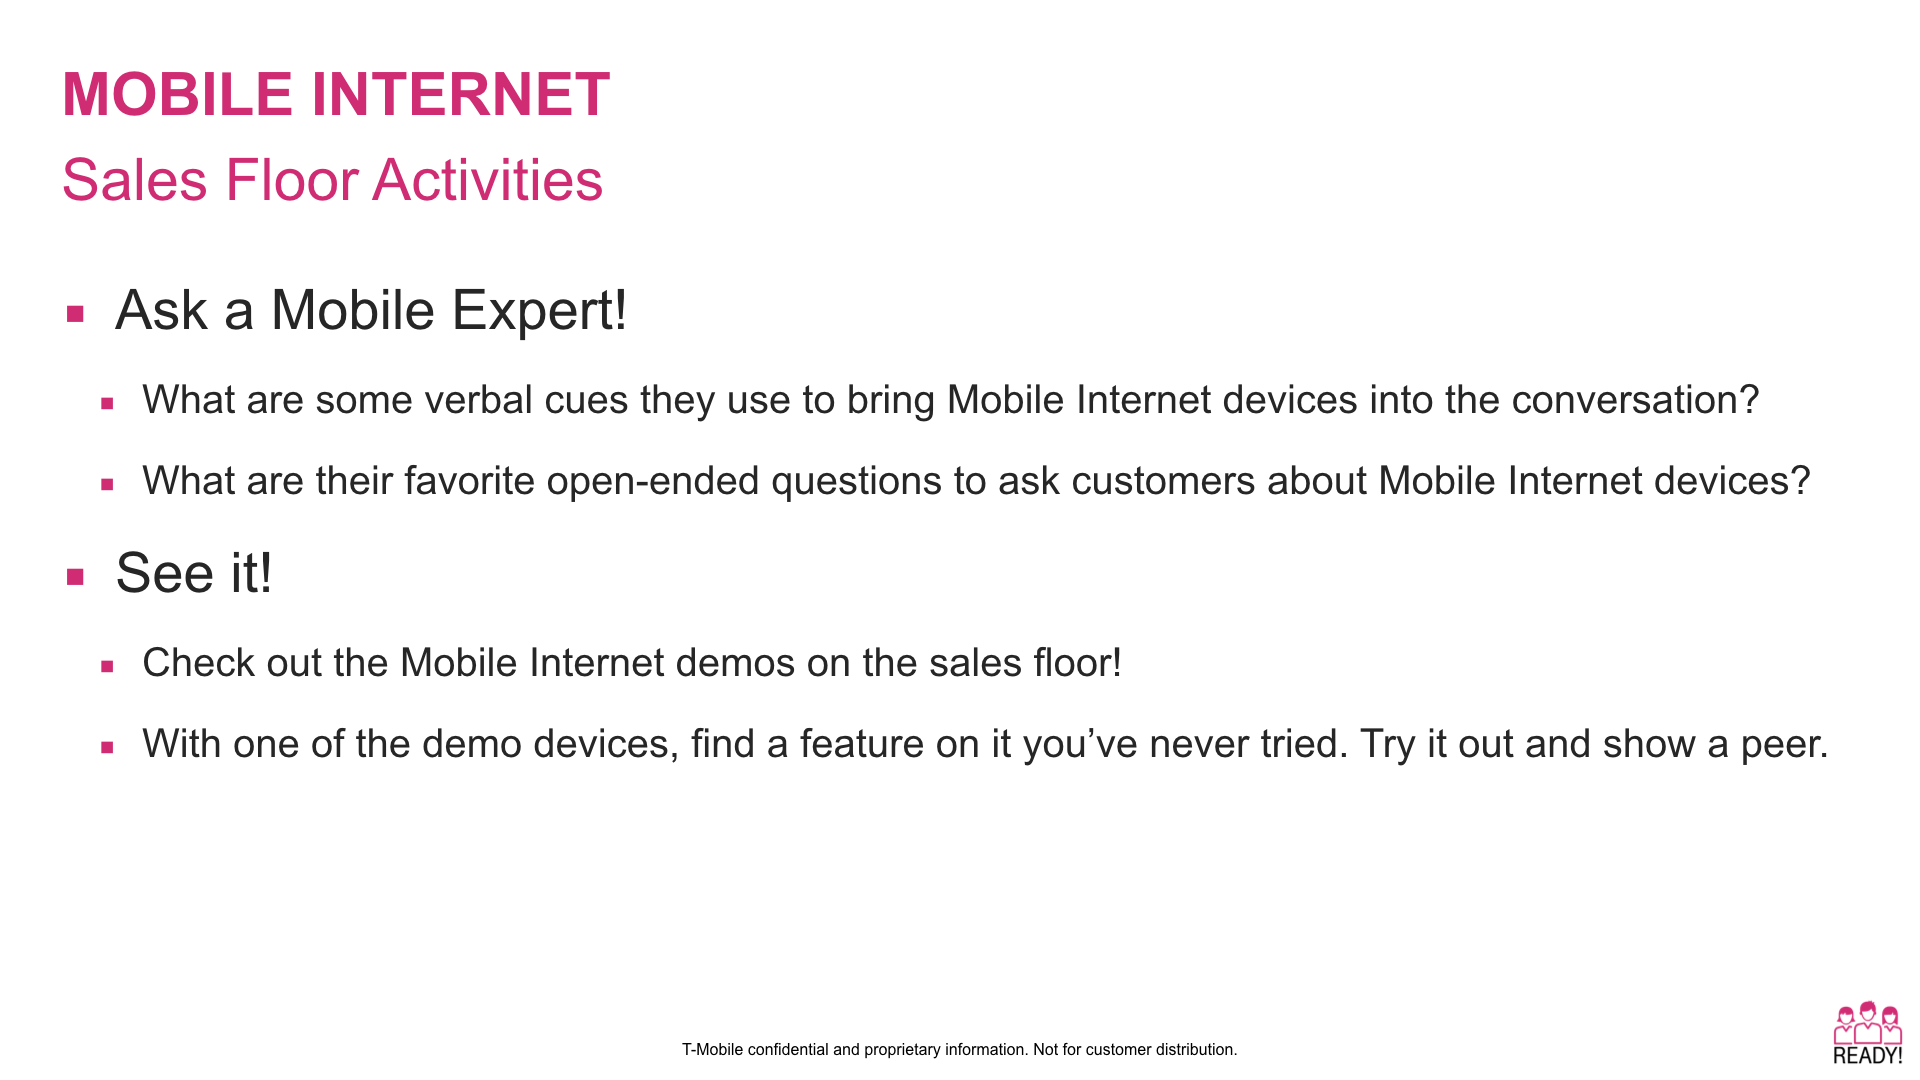 MOBILE INTERNET
Sales Floor Activities
Ask a Mobile Expert!
What are some verbal cues they use to bring Mobile Internet devices into the conversation?
What are their favorite open-ended questions to ask customers about Mobile Internet devices?
See it!
Check out the Mobile Internet demos on the sales floor!
With one of the demo devices, find a feature on it you’ve never tried. Try it out and show a peer.
T-Mobile confidential and proprietary information. Not for customer distribution.
READY!